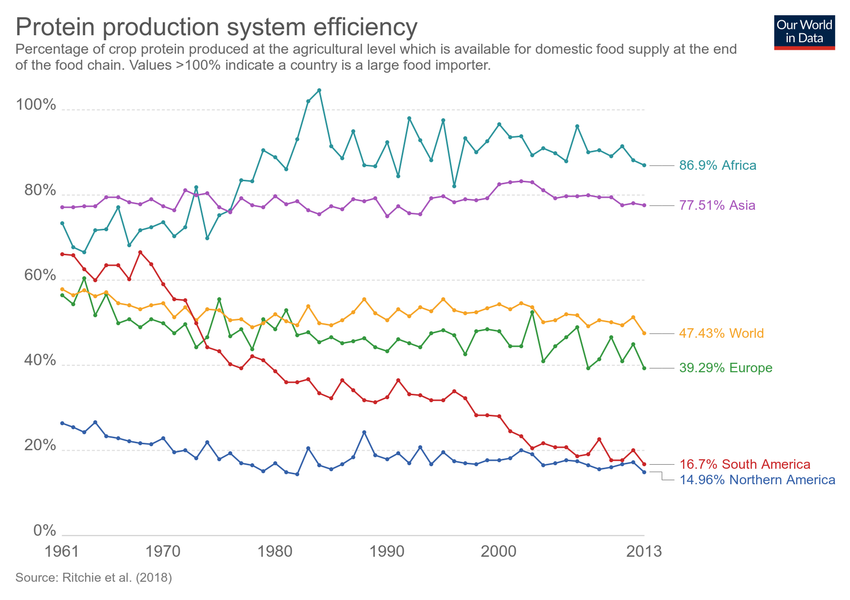 Protein production system efficiency
Our World
in Data
Percentage of crop protein produced at the agricultural level which is available for domestic food supply at the end
of the food chain. Values >100% indicate a country is a large food importer.
100%
80%
60%
40%
20%
0%
86.9% Africa
77.51% Asia
47.43% World
39.29% Europe
16.7% South America
14.96% Northern America
1961
1970
1980
1990
2000
2013
Source: Ritchie et al. (2018)